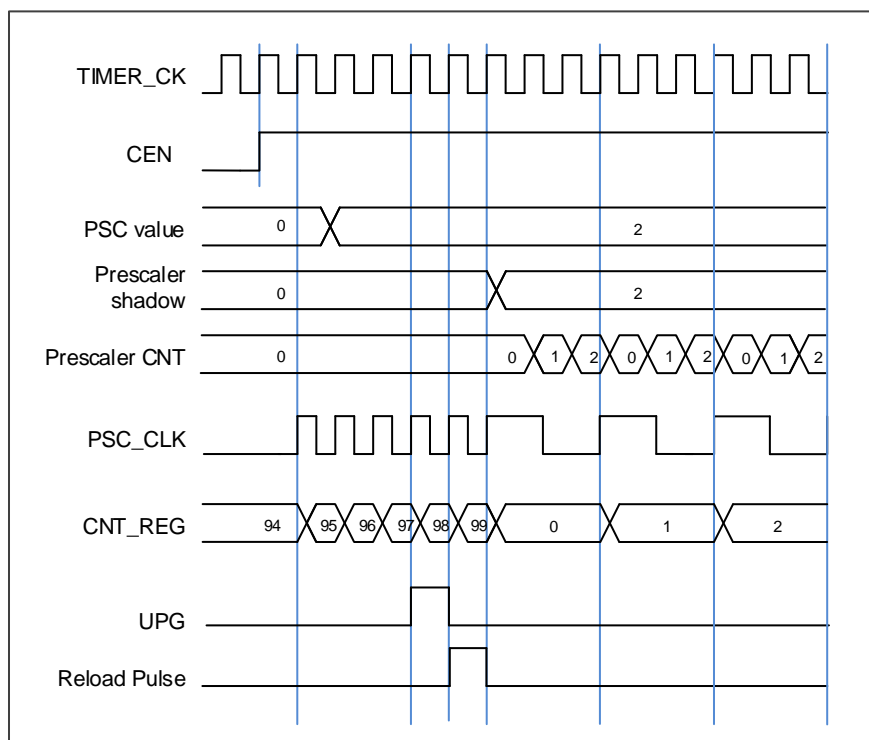 TIMER_CK
CEN
PSC value 0 2
Prescaler
shadow 0 2
Prescaler CNT 0 0 1 2 0 1 2 0 1 2
PSC_CLK
CNT_REG 94 95 96 97 98 99 0 1 2
UPG
Reload Pulse